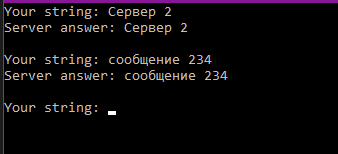 Your string: Сервер 2
Server answer: Сервер 2
Your string: сообщение 234
Server answer: сообщение 234
Your string: